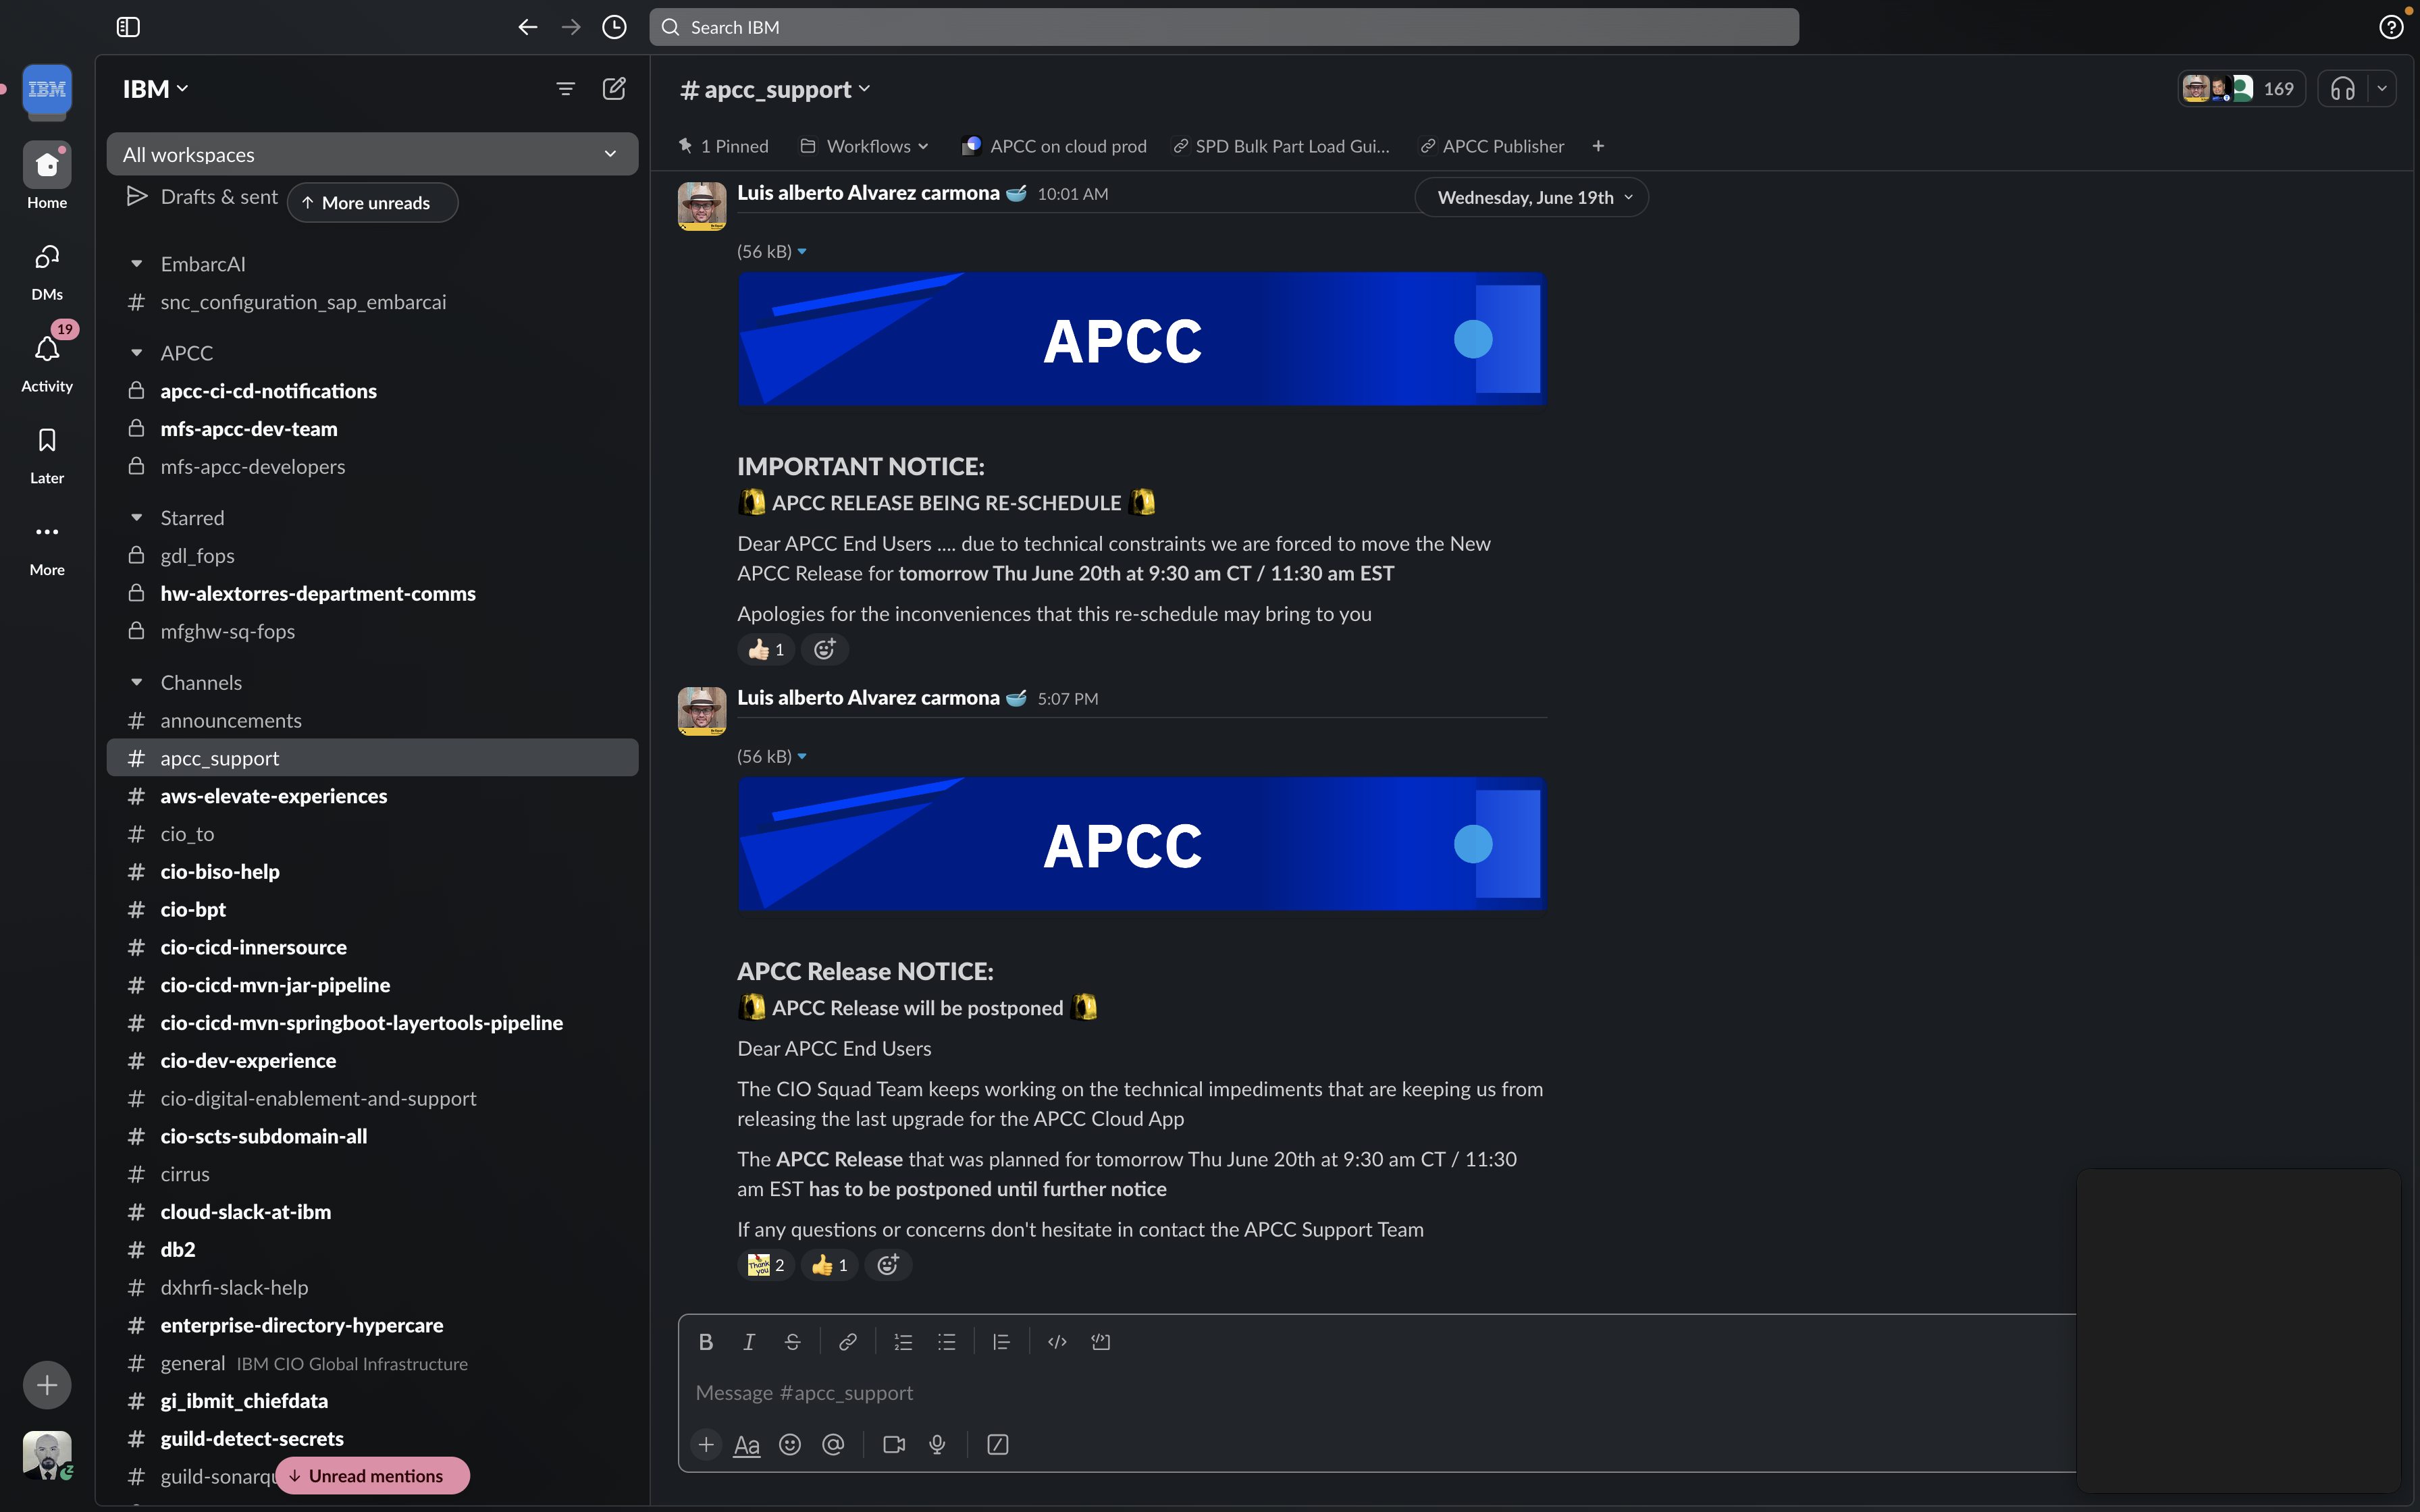 Search IBM
IBM
Home
DMs
19
Activity
Later
More
IBM
All workspaces
Drafts & sent
More unreads
EmbarcAI
# snc_configuration_sap_embarcai
APCC
apcc-ci-cd-notifications
mfs-apcc-dev-team
mfs-apcc-developers
Starred
gdl_fops
hw-alextorres-department-comms
mfghw-sq-fops
Channels
# announcements
# apcc_support
# aws-elevate-experiences
# cio_to
# cio-biso-help
# cio-bpt
# cio-cicd-innersource
# cio-cicd-mvn-jar-pipeline
# cio-cicd-mvn-springboot-layertools-pipeline
# cio-dev-experience
# cio-digital-enablement-and-support
# cio-scts-subdomain-all
# cirrus
# cloud-slack-at-ibm
# db2
# dxhrfi-slack-help
# enterprise-directory-hypercare
# general IBM CIO Global Infrastructure
# gi_ibmit_chiefdata
# guild-detect-secrets
# guild-sonarqu
Unread mentions
# apcc_support
169
1 Pinned Workflows APCC on cloud prod SPD Bulk Part Load Gui... APCC Publisher +
Luis alberto Alvarez carmona 10:01 AM
Wednesday, June 19th
(56 kB)
APCC
IMPORTANT NOTICE:
APCC RELEASE BEING RE-SCHEDULE
Dear APCC End Users .... due to technical constraints we are forced to move the New
APCC Release for tomorrow Thu June 20th at 9:30 am CT / 11:30 am EST
Apologies for the inconveniences that this re-schedule may bring to you
1
Luis alberto Alvarez carmona 5:07 PM
(56 kB)
APCC
APCC Release NOTICE:
APCC Release will be postponed
Dear APCC End Users
The CIO Squad Team keeps working on the technical impediments that are keeping us from
releasing the last upgrade for the APCC Cloud App
The APCC Release that was planned for tomorrow Thu June 20th at 9:30 am CT / 11:30
am EST has to be postponed until further notice
If any questions or concerns don't hesitate in contact the APCC Support Team
Thank you 2 1
Message #apcc_support
Aa